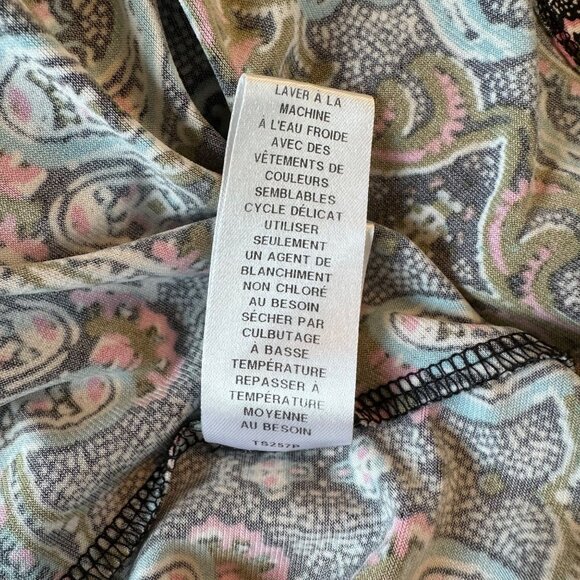 LAVER À LA
MACHINE
À L'EAU FROIDE
AVEC DES
VÊTEMENTS DE
COULEURS
SEMBLABLES
CYCLE DÉLICAT
UTILISER
SEULEMENT
UN AGENT DE
BLANCHIMENT
NON CHLORÉ
AU BESOIN
SÉCHER PAR
CULBUTAGE
À BASSE
TEMPÉRATURE
REPASSER À
TEMPÉRATURE
MOYENNE
AU BESOIN
TS257P